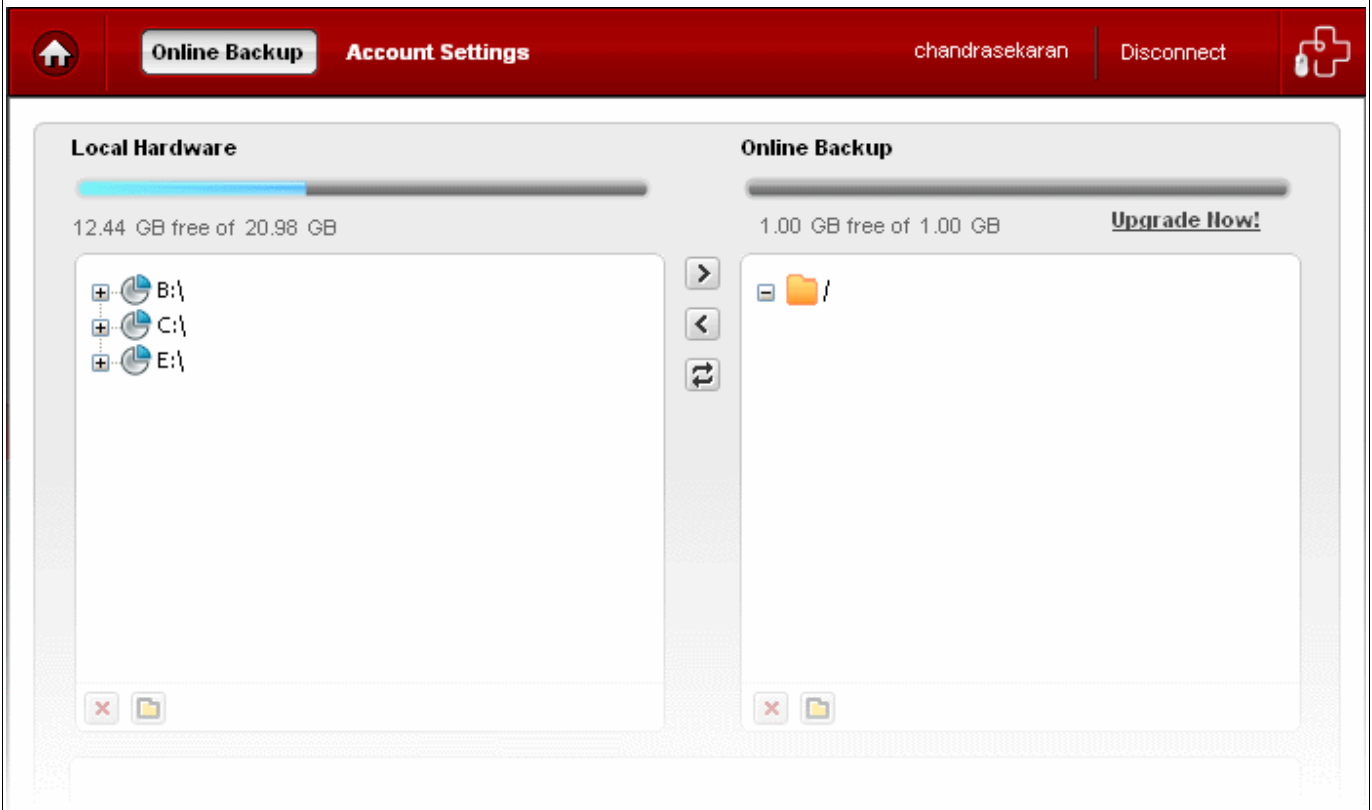 Online Backup Account Settings chandrasekaran Disconnect
Local Hardware
12.44 GB free of 20.98 GB
B:\
C:\
E:\
Online Backup
1.00 GB free of 1.00 GB Upgrade Now!
/